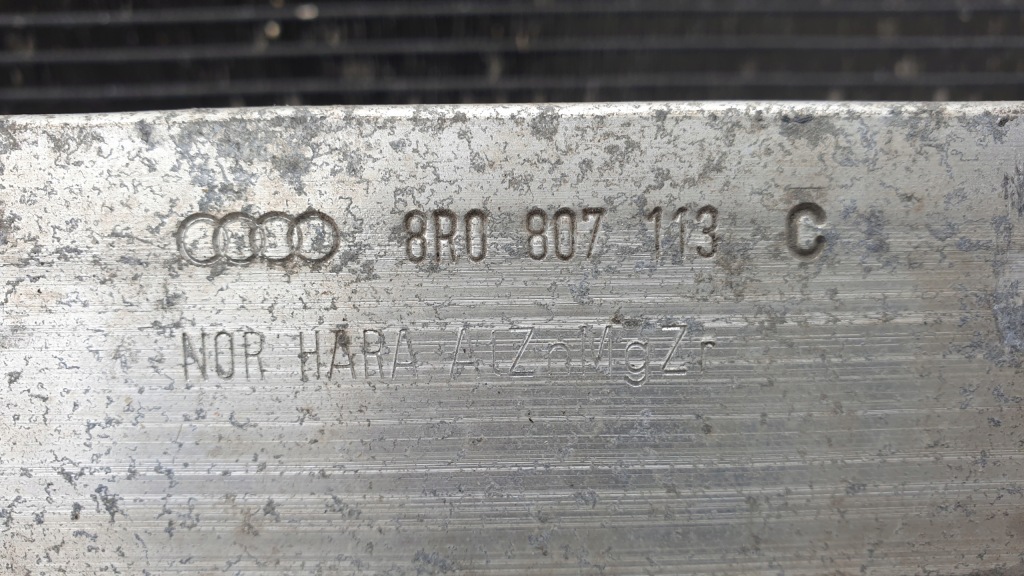 8R0 807 113 C
NOR HARA AlZnMgZr